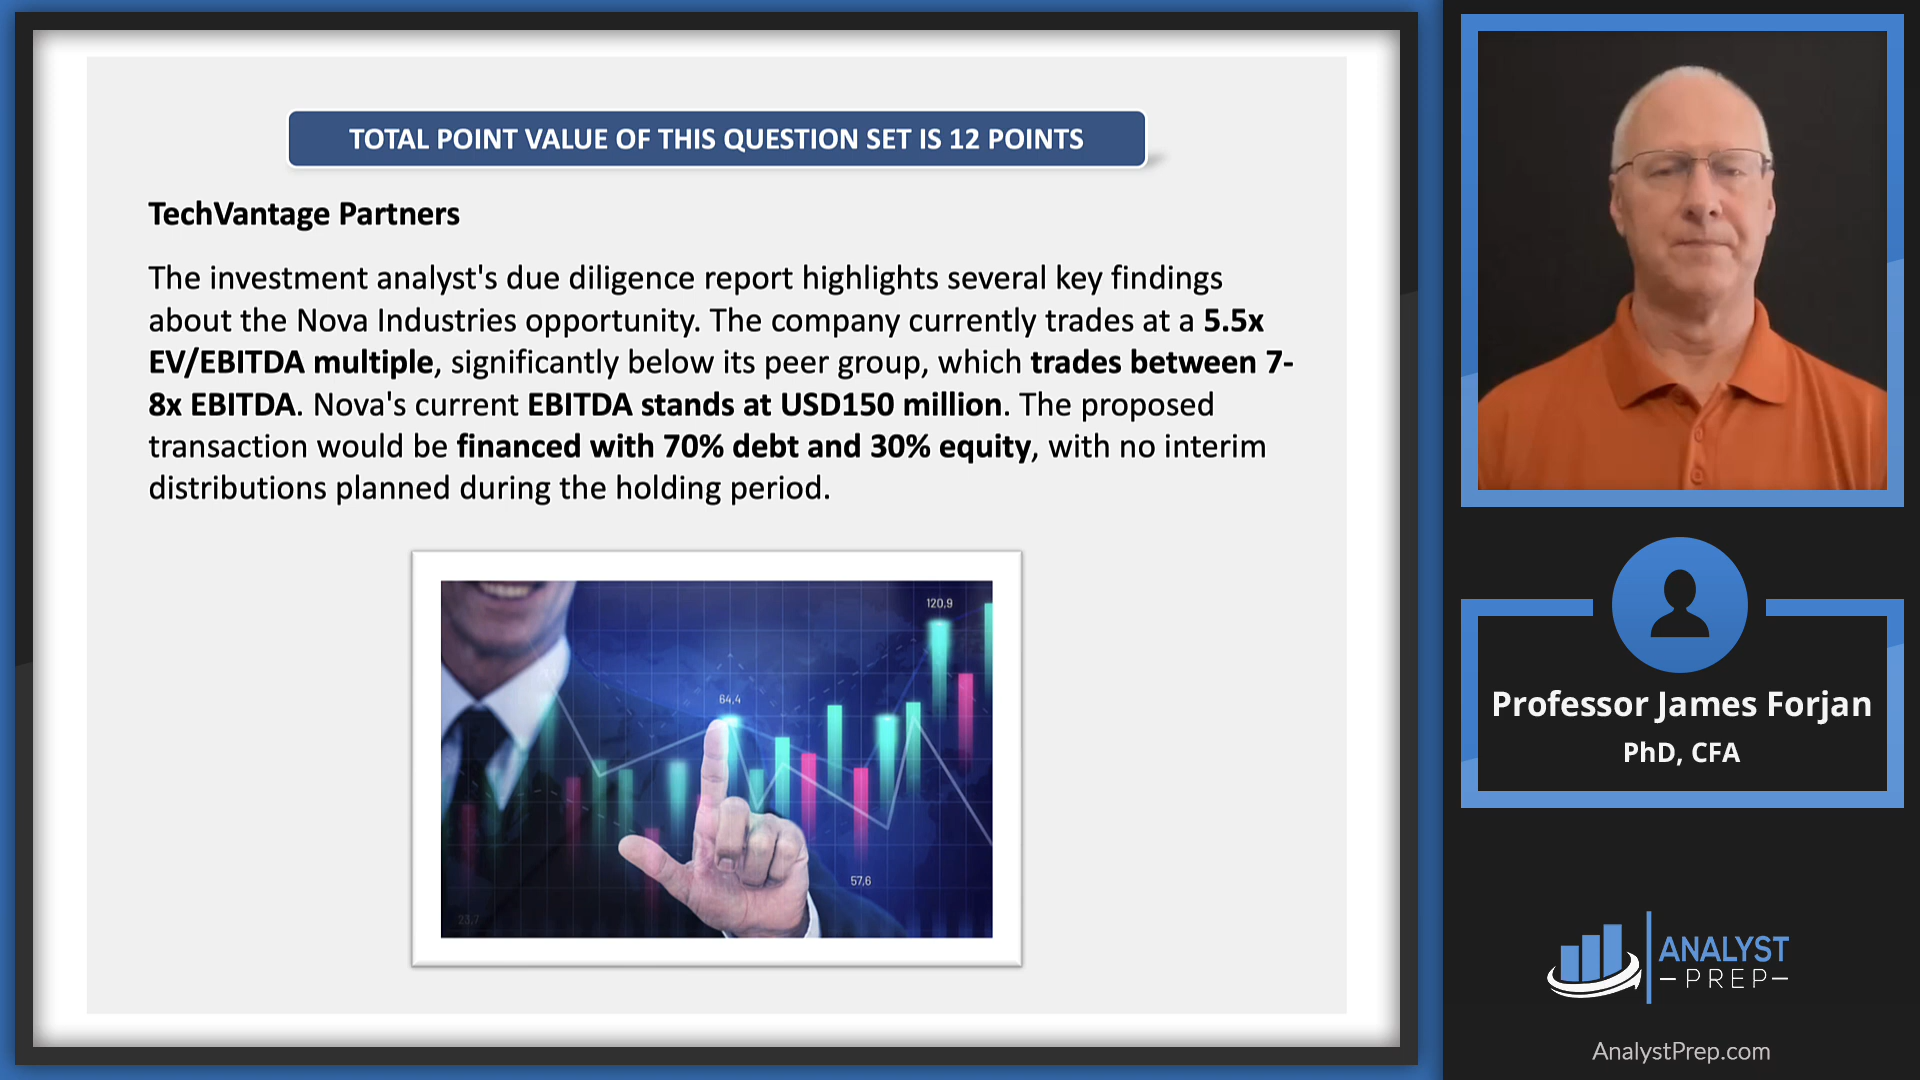 TOTAL POINT VALUE OF THIS QUESTION SET IS 12 POINTS
TechVantage Partners
The investment analyst's due diligence report highlights several key findings
about the Nova Industries opportunity. The company currently trades at a 5.5x
EV/EBITDA multiple, significantly below its peer group, which trades between 7-
8x EBITDA. Nova's current EBITDA stands at USD150 million. The proposed
transaction would be financed with 70% debt and 30% equity, with no interim
distributions planned during the holding period.
120,9
64,4
57,6
23,7
Professor James Forjan
PhD, CFA
ANALYST
PREP
AnalystPrep.com